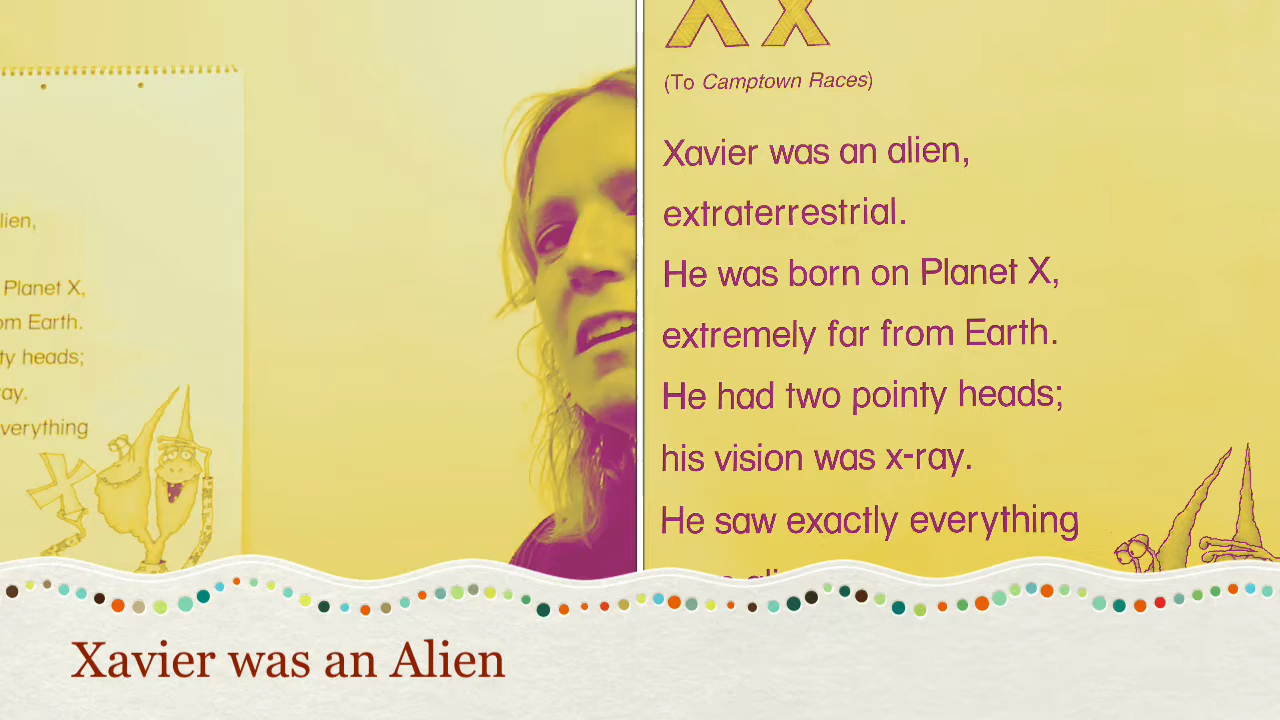 lien,
Planet X,
om Earth.
ty heads;
ay.
verything
X x
(To Camptown Races)
Xavier was an alien,
extraterrestrial.
He was born on Planet X,
extremely far from Earth.
He had two pointy heads;
his vision was x-ray.
He saw exactly everything
Xavier was an Alien